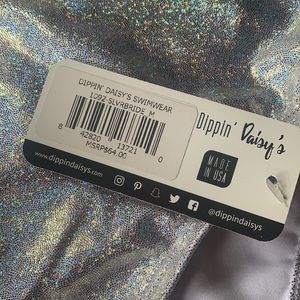 DIPPIN' DAISY'S SWIMWEAR
1092-SLVRBRIDE M
8 42820 13721 0
MSRP$64.00
Dippin' Daisy's
MADE
IN USA
www.dippindaisys.com
@dippindaisys